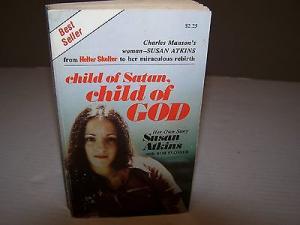 Best
Seller
$2.25
Charles Manson's
woman–SUSAN ATKINS
from Helter Skelter to her miraculous rebirth
child of Satan,
child of
GOD
Her Own Story
Susan
Atkins
with